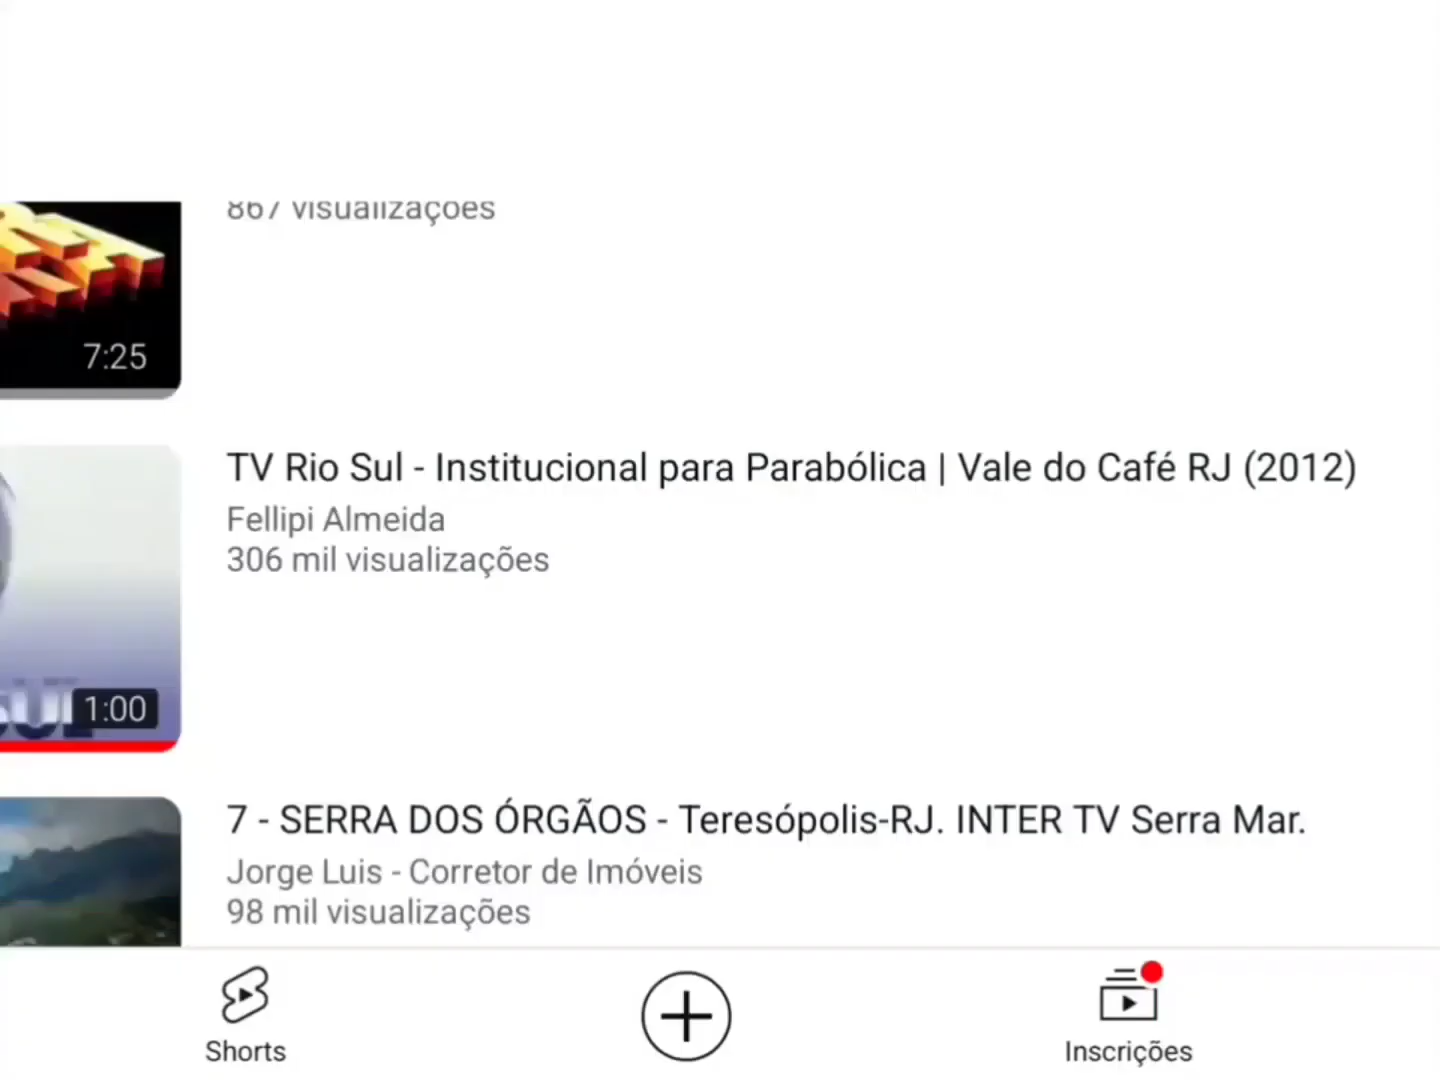 867 visualizações
7:25
TV Rio Sul - Institucional para Parabólica | Vale do Café RJ (2012)
Fellipi Almeida
306 mil visualizações
1:00
7 - SERRA DOS ÓRGÃOS - Teresópolis-RJ. INTER TV Serra Mar.
Jorge Luis - Corretor de Imóveis
98 mil visualizações
Shorts
Inscrições